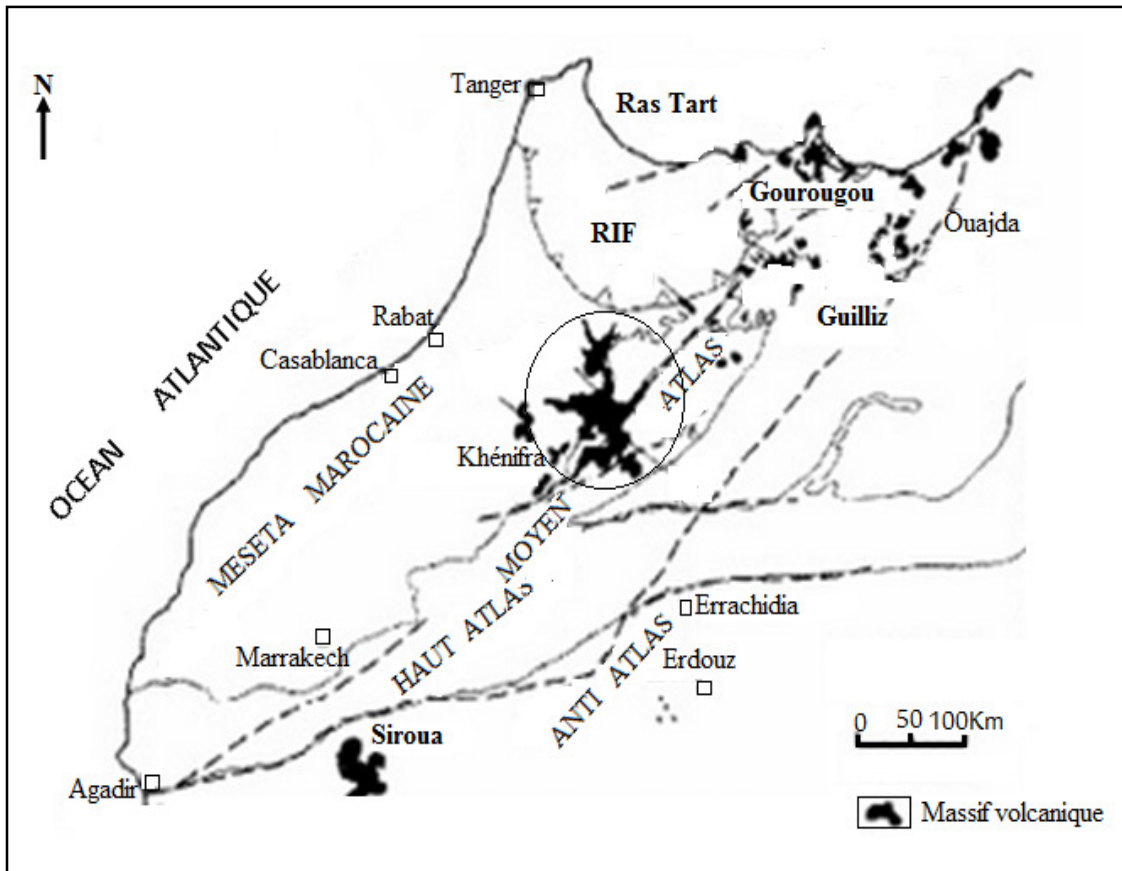 N
Tanger
Ras Tart
Gourougou
Ouajda
RIF
Guilliz
Rabat
Casablanca
OCEAN ATLANTIQUE
MESETA MAROCAINE
Khénifra
MOYEN ATLAS
HAUT ATLAS
ANTI ATLAS
Errachidia
Erdouz
Marrakech
Siroua
Agadir
0 50 100Km
Massif volcanique